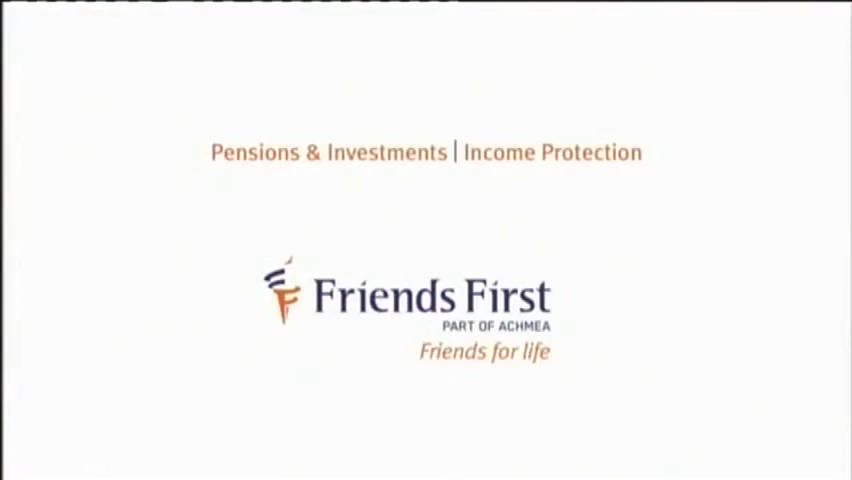 Pensions & Investments | Income Protection
Friends First
PART OF ACHMEA
Friends for life